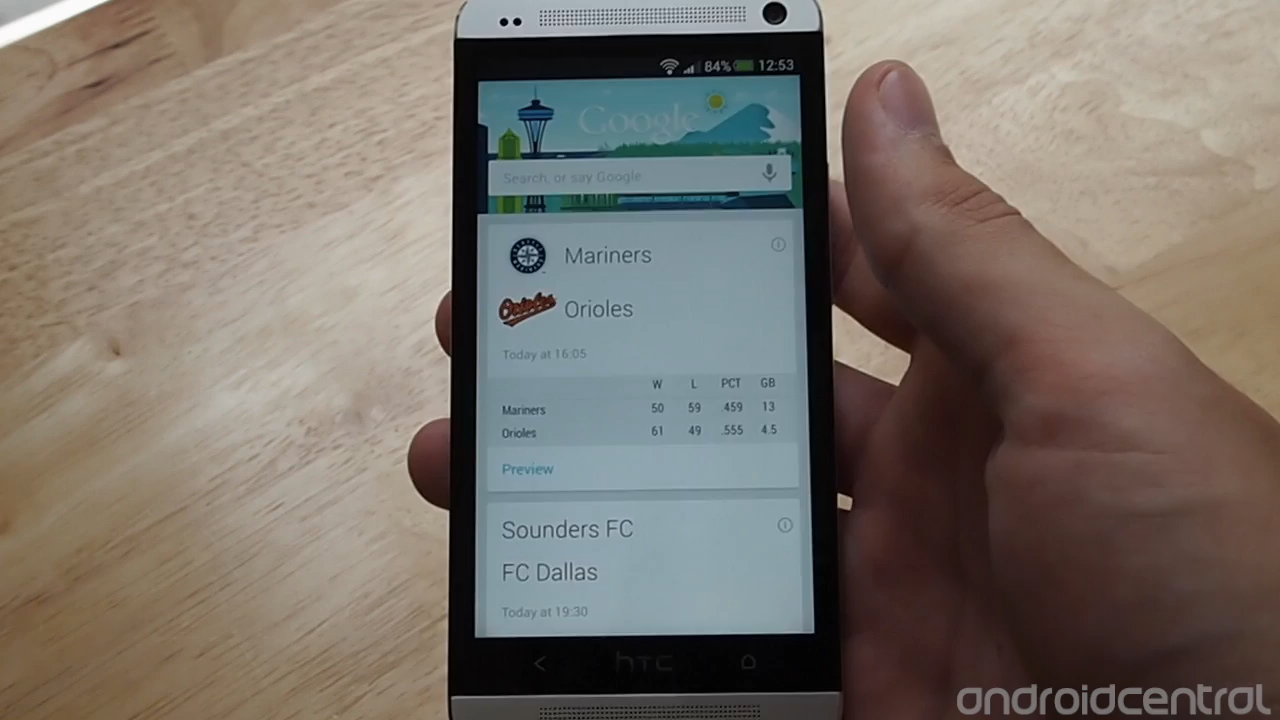 84% 12:53
Google
Search, or say Google
Mariners
Orioles Orioles
Today at 16:05
W L PCT GB
Mariners 50 59 .459 13
Orioles 61 49 .555 4.5
Preview
Sounders FC
FC Dallas
Today at 19:30
hTC
androidcentral